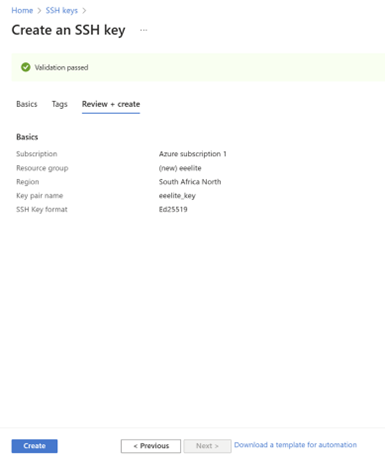 Home > SSH keys >
Create an SSH key ...
Validation passed
Basics Tags Review + create
Basics
Subscription Azure subscription 1
Resource group (new) eeelite
Region South Africa North
Key pair name eeelite_key
SSH Key format Ed25519
Create < Previous Next > Download a template for automation